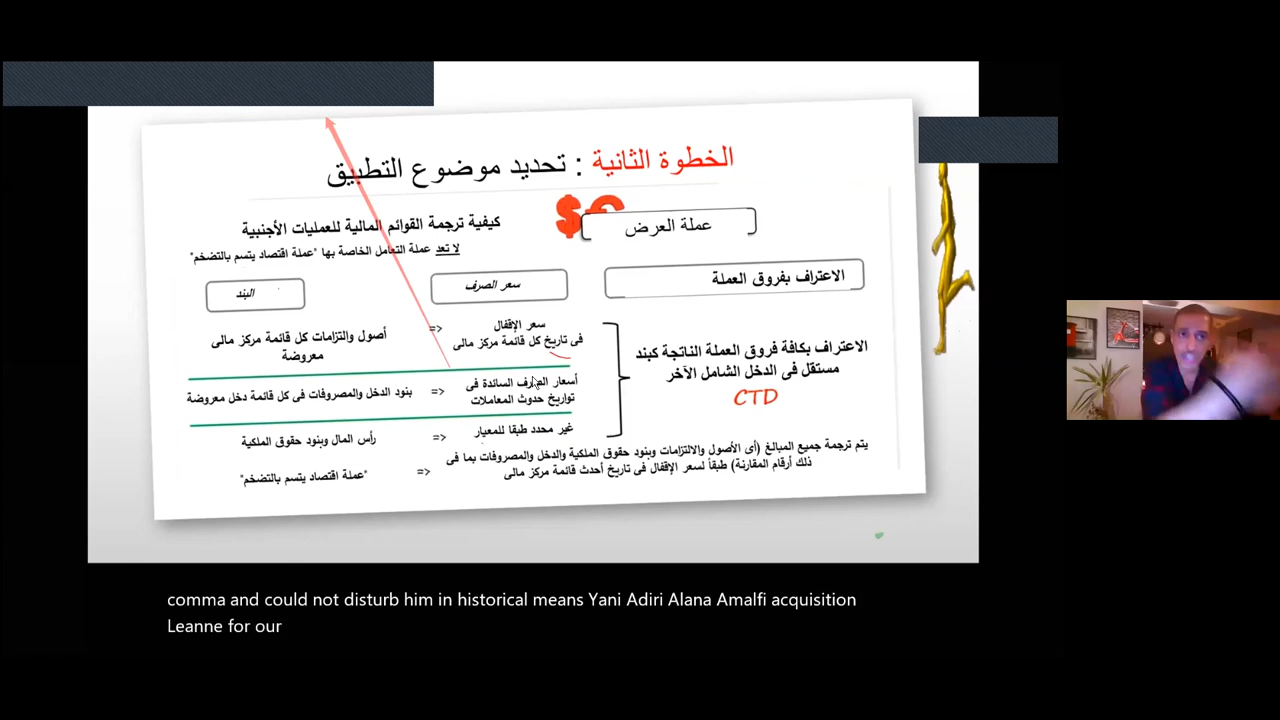 الخطوة الثانية : تحديد موضوع التطبيق
$€
عملة العرض
كيفية ترجمة القوائم المالية للعمليات الأجنبية
لا تعد عملة التعامل الخاصة بها "عملة اقتصاد يتسم بالتضخم"
الاعتراف بفروق العملة
سعر الصرف
البند
الاعتراف بكافة فروق العملة الناتجة كبند
مستقل فى الدخل الشامل الآخر
CTD
سعر الإقفال
فى تاريخ كل قائمة مركز مالى
<=
أصول والتزامات كل قائمة مركز مالى
معروضة
أسعار الصرف السائدة فى
تواريخ حدوث المعاملات
<=
بنود الدخل والمصروفات فى كل قائمة دخل معروضة
غير محدد طبقا للمعيار
<=
رأس المال وبنود حقوق الملكية
يتم ترجمة جميع المبالغ (أى الأصول والالتزامات وبنود حقوق الملكية والدخل والمصروفات بما فى
ذلك أرقام المقارنة) طبقاً لسعر الإقفال فى تاريخ أحدث قائمة مركز مالى
<=
"عملة اقتصاد يتسم بالتضخم"
comma and could not disturb him in historical means Yani Adiri Alana Amalfi acquisition
Leanne for our